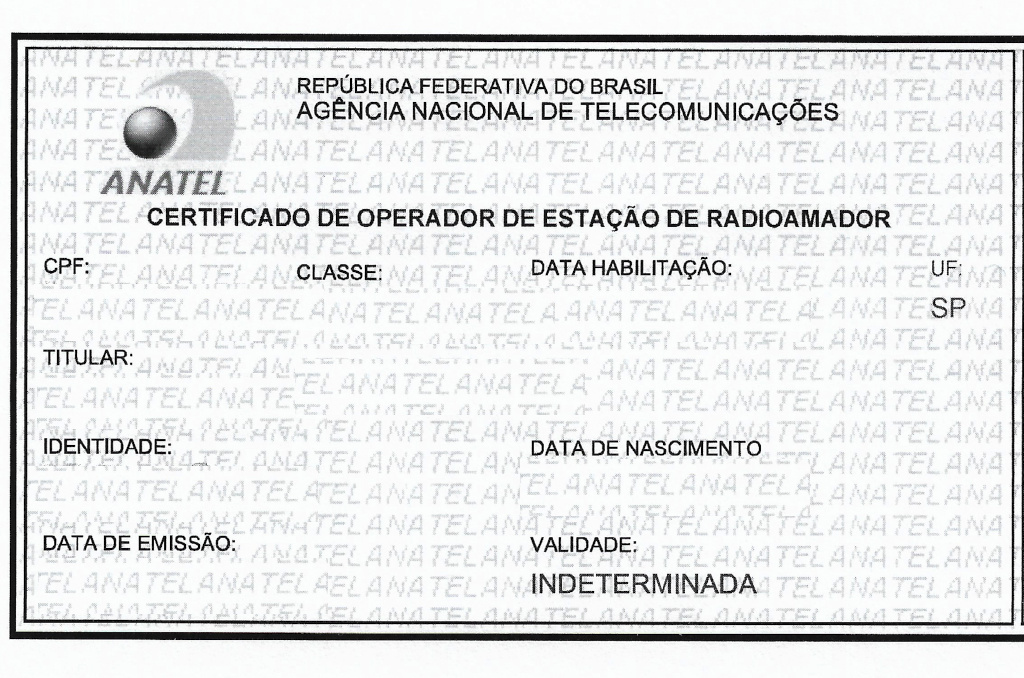 REPÚBLICA FEDERATIVA DO BRASIL
AGÊNCIA NACIONAL DE TELECOMUNICAÇÕES
ANATEL
CERTIFICADO DE OPERADOR DE ESTAÇÃO DE RADIOAMADOR
CPF: CLASSE: DATA HABILITAÇÃO: UF:
SP
TITULAR:
IDENTIDADE: DATA DE NASCIMENTO
DATA DE EMISSÃO: VALIDADE:
INDETERMINADA